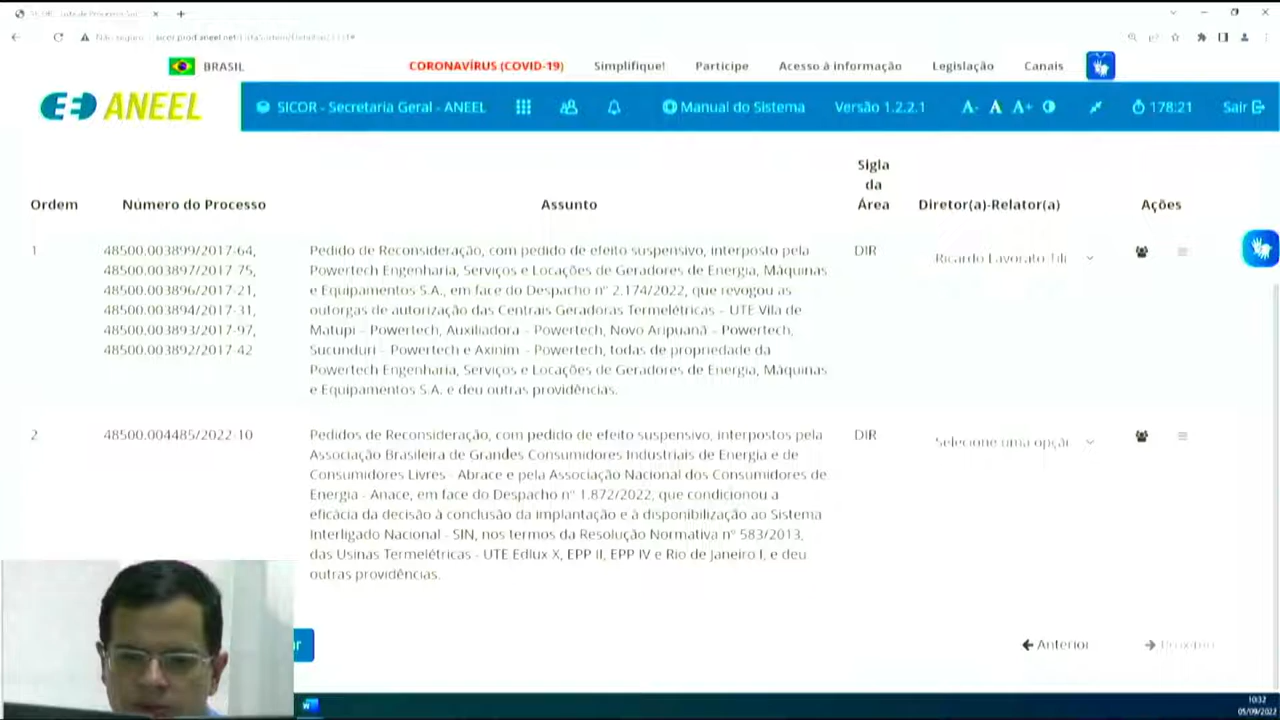 BRASIL
CORONAVÍRUS (COVID-19)
Simplifique!
Participe
Acesso à informação
Legislação
Canais
ANEEL
SICOR - Secretaria Geral - ANEEL
Manual do Sistema
Versão 1.2.2.1
A-
A
A+
178:21
Sair
Ordem
Número do Processo
Assunto
Sigla
da
Área
Diretor(a)-Relator(a)
Ações
1
48500.003899/2017-64,
48500.003897/2017-75,
48500.003896/2017-21,
48500.003894/2017-31,
48500.003893/2017-97,
48500.003892/2017-42
Pedido de Reconsideração, com pedido de efeito suspensivo, interposto pela
Powertech Engenharia, Serviços e Locações de Geradores de Energia, Máquinas
e Equipamentos S.A., em face do Despacho nº 2.174/2022, que revogou as
outorgas de autorização das Centrais Geradoras Termelétricas - UTE Vila de
Matupi - Powertech, Auxiliadora - Powertech, Novo Aripuanã - Powertech,
Sucunduri - Powertech e Axinim - Powertech, todas de propriedade da
Powertech Engenharia, Serviços e Locações de Geradores de Energia, Máquinas
e Equipamentos S.A. e deu outras providências.
DIR
Ricardo Lavorato Tili
2
48500.004485/2022-10
Pedidos de Reconsideração, com pedido de efeito suspensivo, interpostos pela
Associação Brasileira de Grandes Consumidores Industriais de Energia e de
Consumidores Livres - Abrace e pela Associação Nacional dos Consumidores de
Energia - Anace, em face do Despacho nº 1.872/2022, que condicionou a
eficácia da decisão à conclusão da implantação e à disponibilização ao Sistema
Interligado Nacional - SIN, nos termos da Resolução Normativa nº 583/2013,
das Usinas Termelétricas - UTE Edlux X, EPP II, EPP IV e Rio de Janeiro I, e deu
outras providências.
DIR
Selecione uma opçã
Anterior
Próximo
10:32
05/09/2022